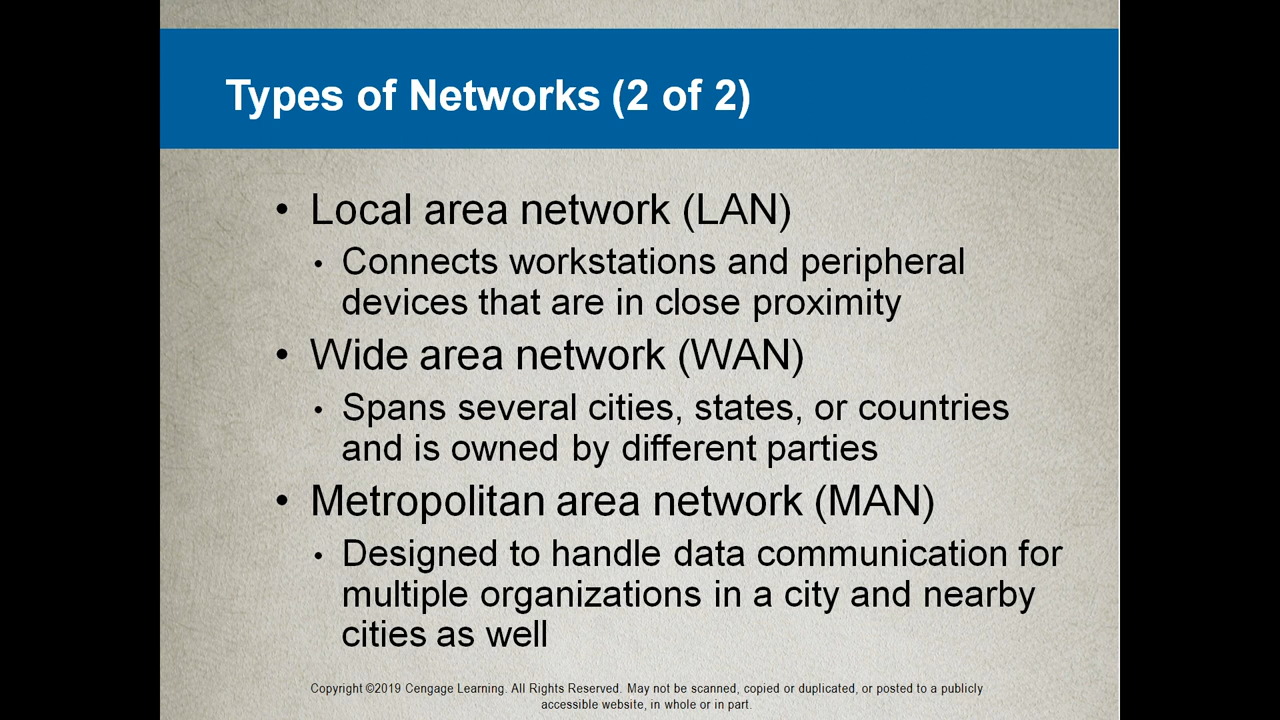 Types of Networks (2 of 2)
• Local area network (LAN)
• Connects workstations and peripheral
devices that are in close proximity
• Wide area network (WAN)
• Spans several cities, states, or countries
and is owned by different parties
• Metropolitan area network (MAN)
• Designed to handle data communication for
multiple organizations in a city and nearby
cities as well
Copyright ©2019 Cengage Learning. All Rights Reserved. May not be scanned, copied or duplicated, or posted to a publicly
accessible website, in whole or in part.